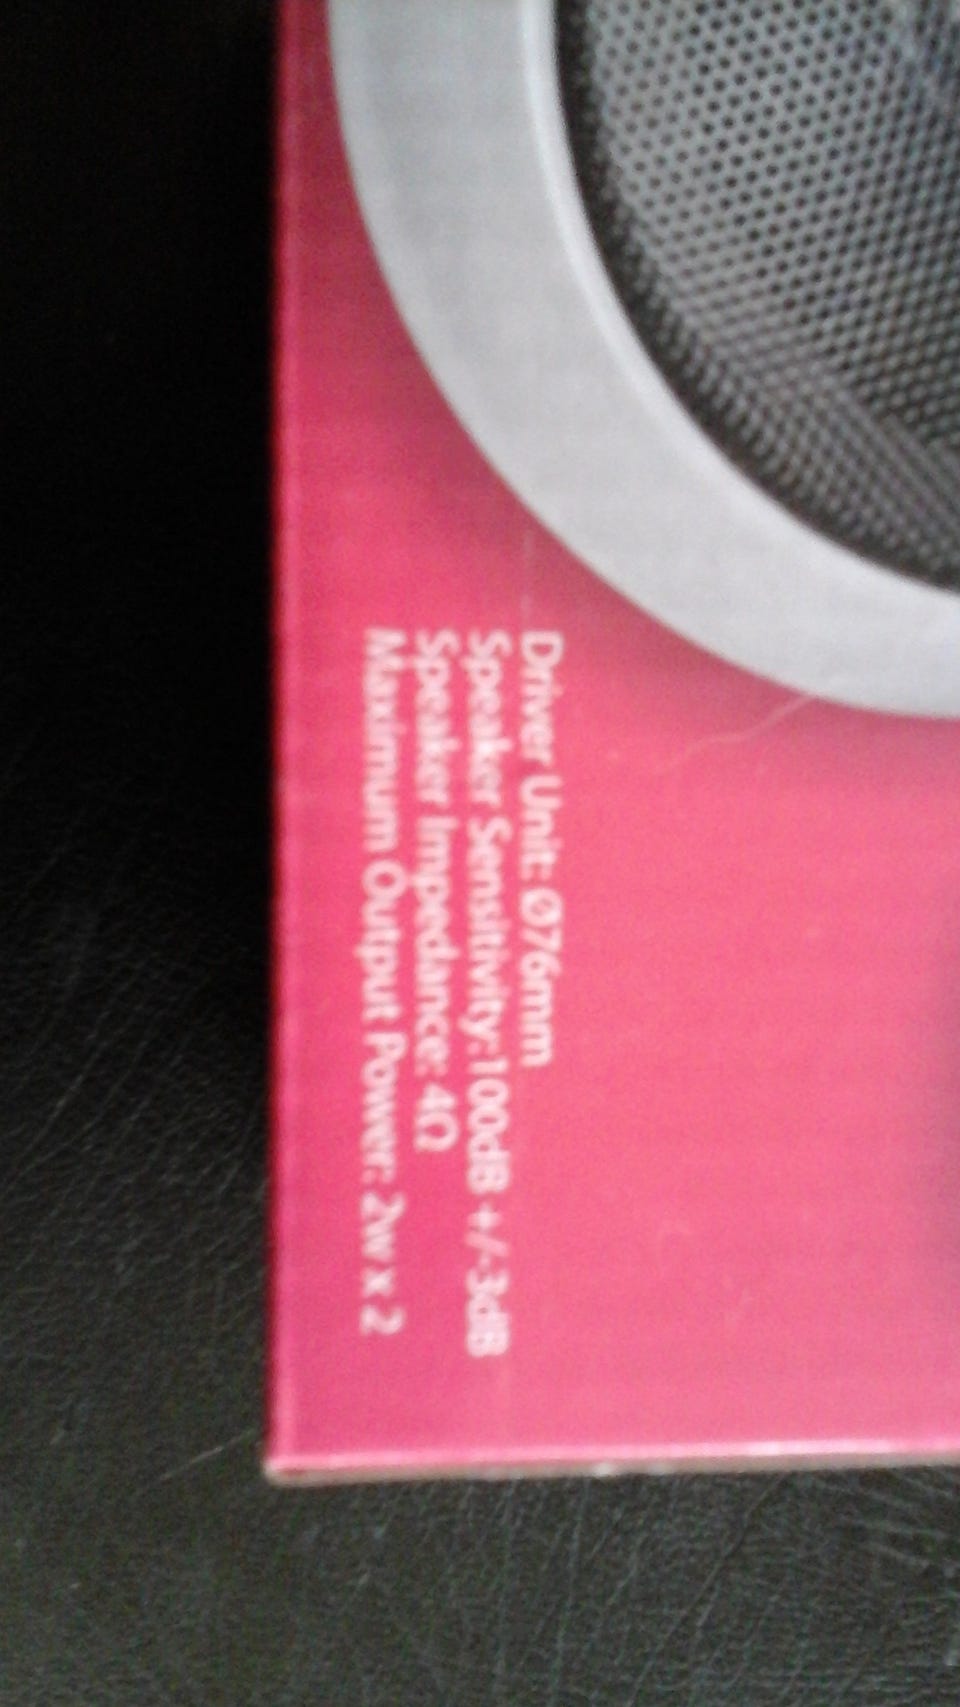 Driver Unit: Ø76mm
Speaker Sensitivity:100dB +/-3dB
Speaker Impedance: 4Ω
Maximum Output Power: 2w x 2